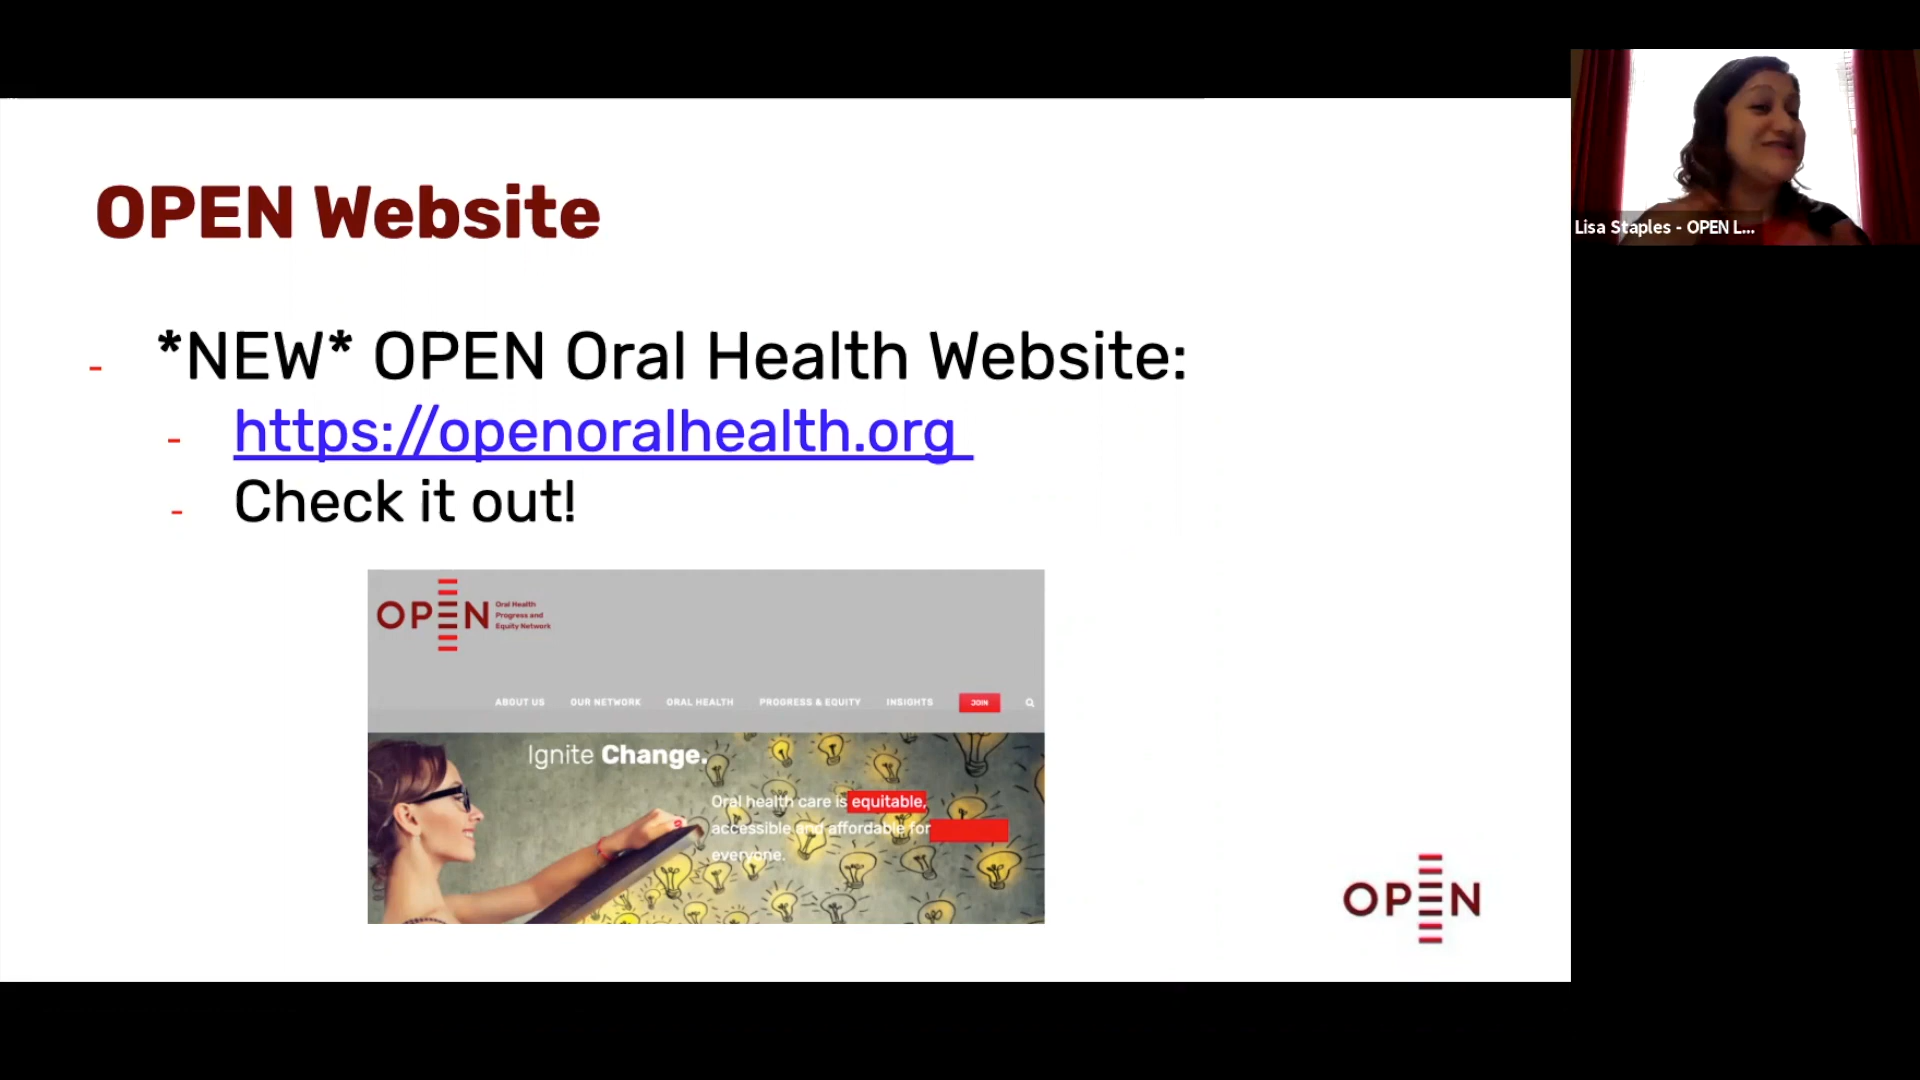 OPEN Website
- *NEW* OPEN Oral Health Website:
- https://openoralhealth.org
- Check it out!
OPEN
Oral Health
Progress and
Equity Network
ABOUT US OUR NETWORK ORAL HEALTH PROGRESS & EQUITY INSIGHTS JOIN
Ignite Change.
Oral health care is equitable,
accessible and affordable for
everyone.
OPEN
Lisa Staples - OPEN L...